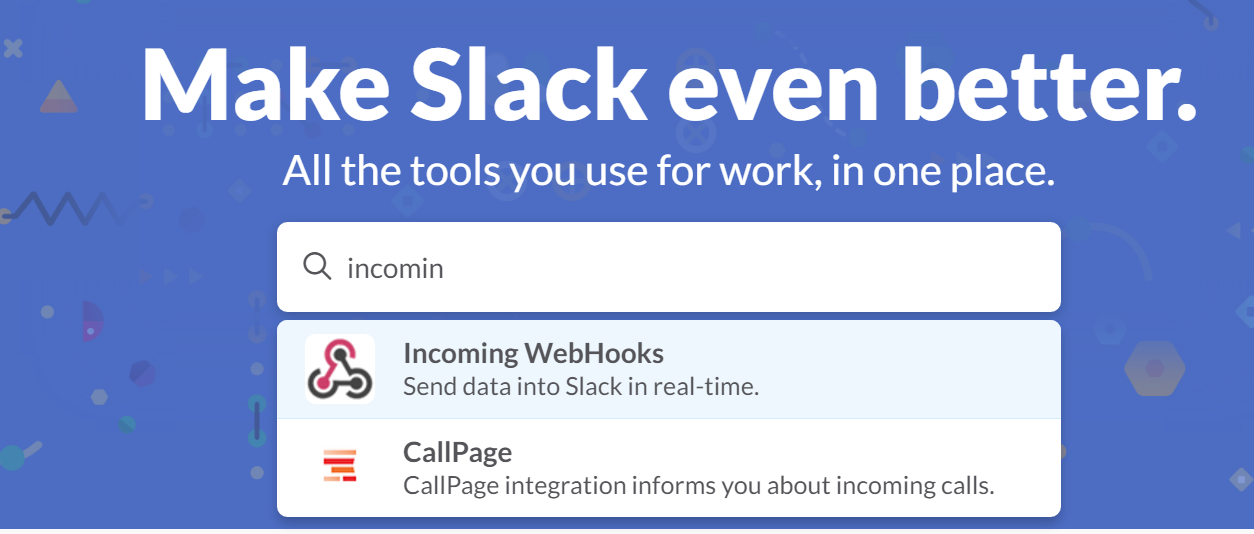 Make Slack even better.
All the tools you use for work, in one place.
incomin
Incoming WebHooks
Send data into Slack in real-time.
CallPage
CallPage integration informs you about incoming calls.